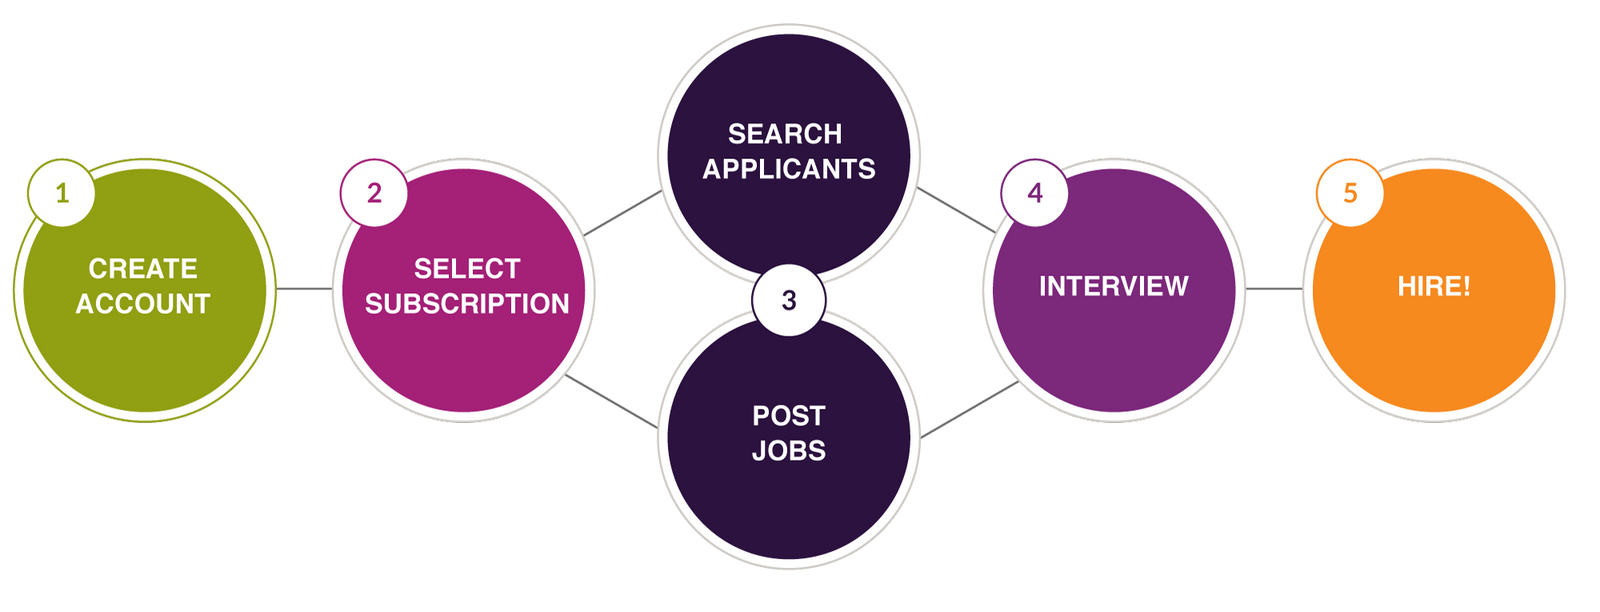 1
CREATE
ACCOUNT
2
SELECT
SUBSCRIPTION
SEARCH
APPLICANTS
3
POST
JOBS
4
INTERVIEW
5
HIRE!